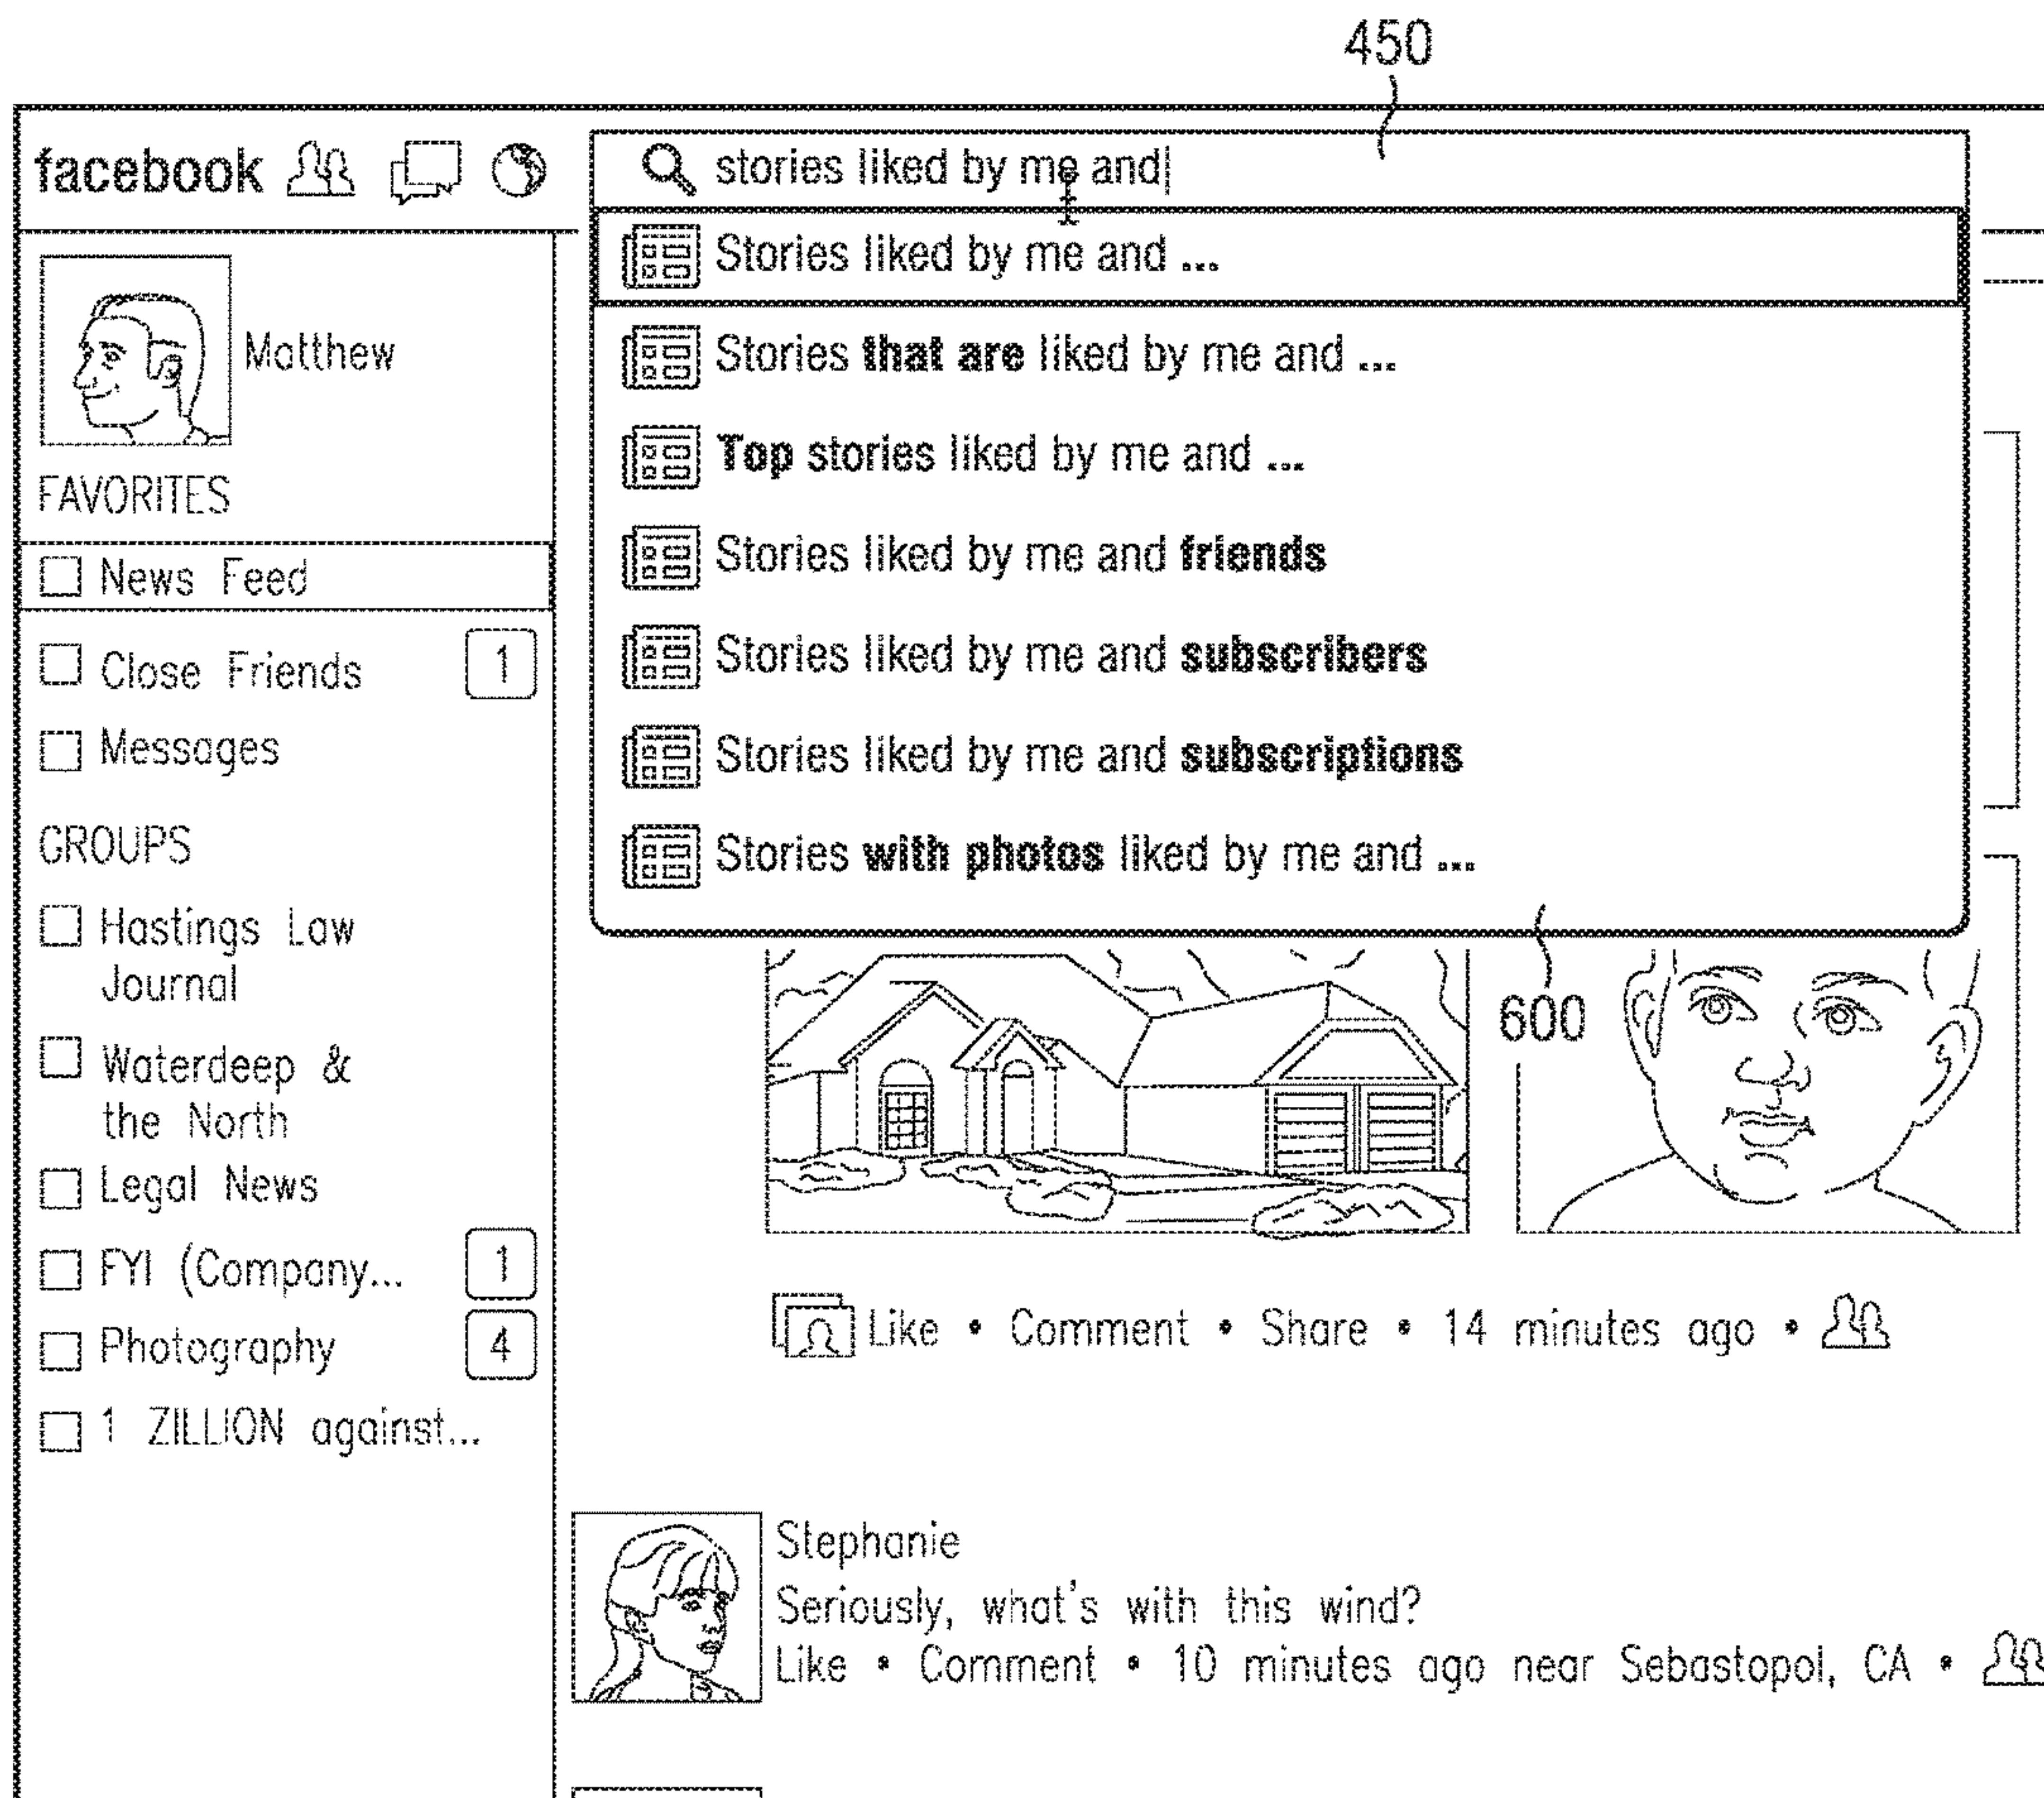 450
facebook
stories liked by me and
Stories liked by me and ...
Stories that are liked by me and ...
Top stories liked by me and ...
Stories liked by me and friends
Stories liked by me and subscribers
Stories liked by me and subscriptions
Stories with photos liked by me and ...
600
Matthew
FAVORITES
News Feed
Close Friends 1
Messages
GROUPS
Hastings Law
Journal
Waterdeep &
the North
Legal News
FYI (Company... 1
Photography 4
1 ZILLION against...
Like • Comment • Share • 14 minutes ago •
Stephanie
Seriously, what's with this wind?
Like • Comment • 10 minutes ago near Sebastopol, CA •